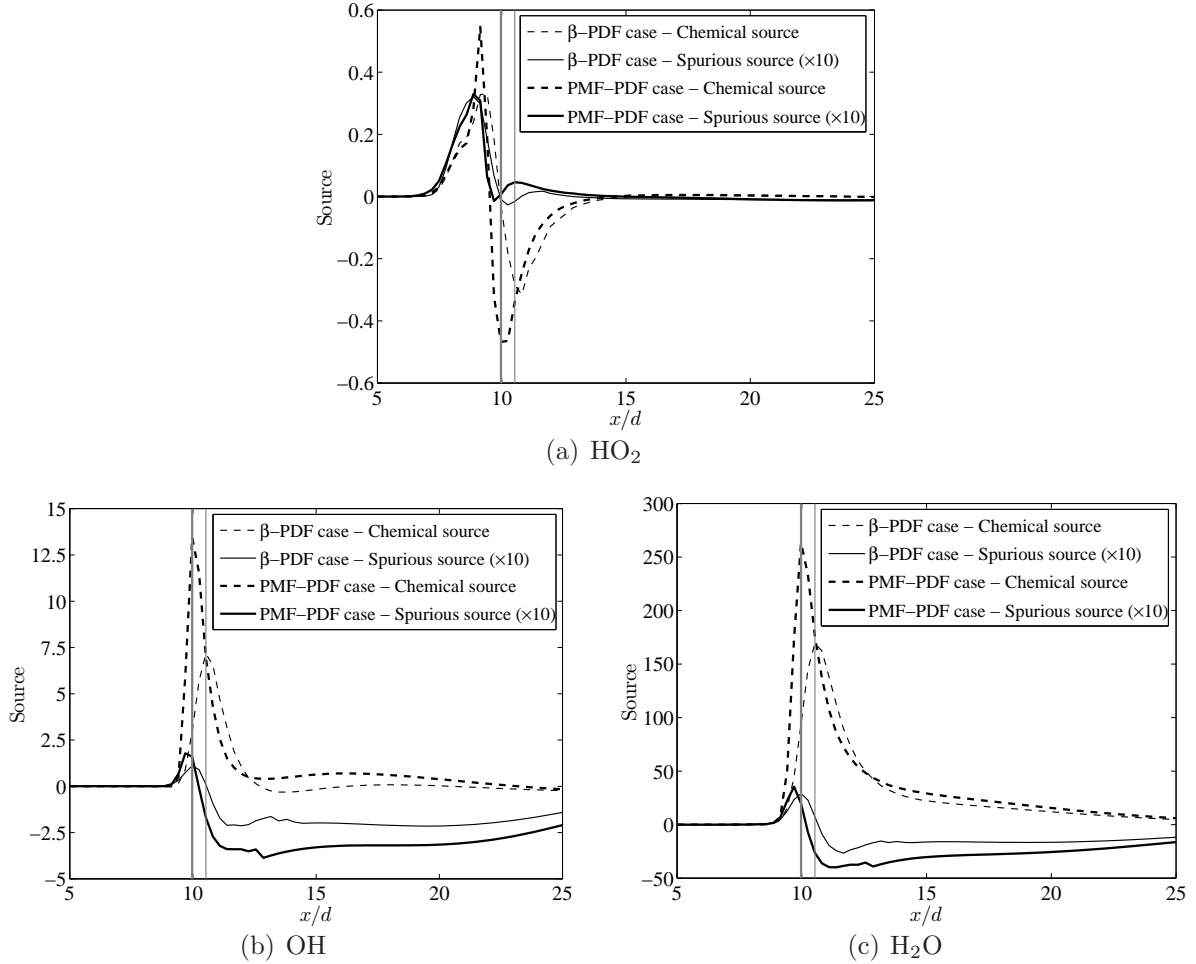 0.6
0.4
0.2
0
−0.2
−0.4
−0.6
Source
β−PDF case − Chemical source
β−PDF case − Spurious source (×10)
PMF−PDF case − Chemical source
PMF−PDF case − Spurious source (×10)
5 10 15 20 25
x/d
(a) HO₂
15
12.5
10
7.5
5
2.5
0
−2.5
−5
Source
β−PDF case − Chemical source
β−PDF case − Spurious source (×10)
PMF−PDF case − Chemical source
PMF−PDF case − Spurious source (×10)
5 10 15 20 25
x/d
(b) OH
300
250
200
150
100
50
0
−50
Source
β−PDF case − Chemical source
β−PDF case − Spurious source (×10)
PMF−PDF case − Chemical source
PMF−PDF case − Spurious source (×10)
5 10 15 20 25
x/d
(c) H₂O